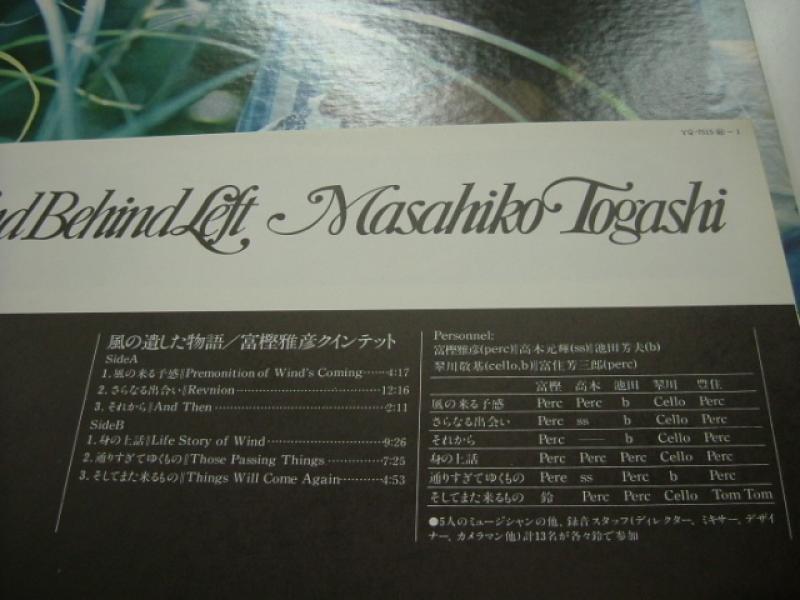 YQ-7515-㊞-1
nd Behind Left Masahiko Togashi
風の遺した物語/富樫雅彦クインテット
SideA
1. 風の来る予感‖Premonition of Wind's Coming……4:17
2. さらなる出合い‖Revnion……12:16
3. それから‖And Then……2:11
SideB
1. 身の上話‖Life Story of Wind……9:26
2. 通りすぎてゆくもの‖Those Passing Things……7:25
3. そしてまた来るもの‖Things Will Come Again……4:53
Personnel:
富樫雅彦(perc)‖高木元輝(ss)‖池田芳夫(b)
翠川敬基(cello,b)‖富住芳三郎(perc)
富樫 高木 池田 翠川 豊住
風の来る予感 Perc Perc b Cello Perc
さらなる出会い Perc ss b Cello Perc
それから Perc — b Cello Perc
身の上話 Perc Perc Perc Cello Perc
通りすぎてゆくもの Pere ss Perc b Perc
そしてまた来るもの 鈴 Perc Perc Cello Tom Tom
●5人のミュージシャンの他、録音スタッフ(ディレクター、ミキサー、デザイ
ナー、カメラマン他)計13名が各々鈴で参加